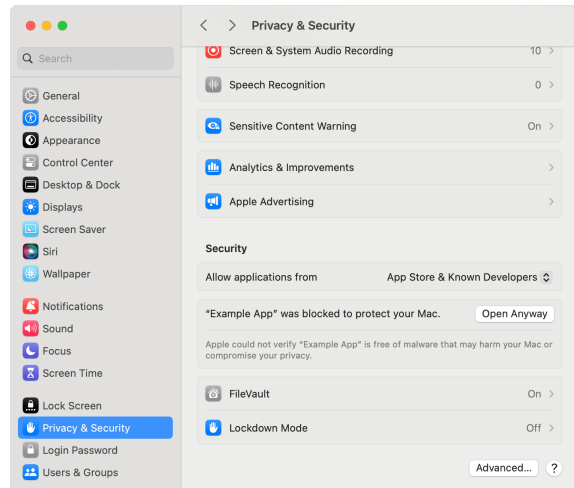 Privacy & Security
Search
General
Accessibility
Appearance
Control Center
Desktop & Dock
Displays
Screen Saver
Siri
Wallpaper
Notifications
Sound
Focus
Screen Time
Lock Screen
Privacy & Security
Login Password
Users & Groups
Screen & System Audio Recording 10
Speech Recognition 0
Sensitive Content Warning On
Analytics & Improvements
Apple Advertising
Security
Allow applications from App Store & Known Developers
“Example App” was blocked to protect your Mac. Open Anyway
Apple could not verify “Example App” is free of malware that may harm your Mac or
compromise your privacy.
FileVault On
Lockdown Mode Off
Advanced... ?